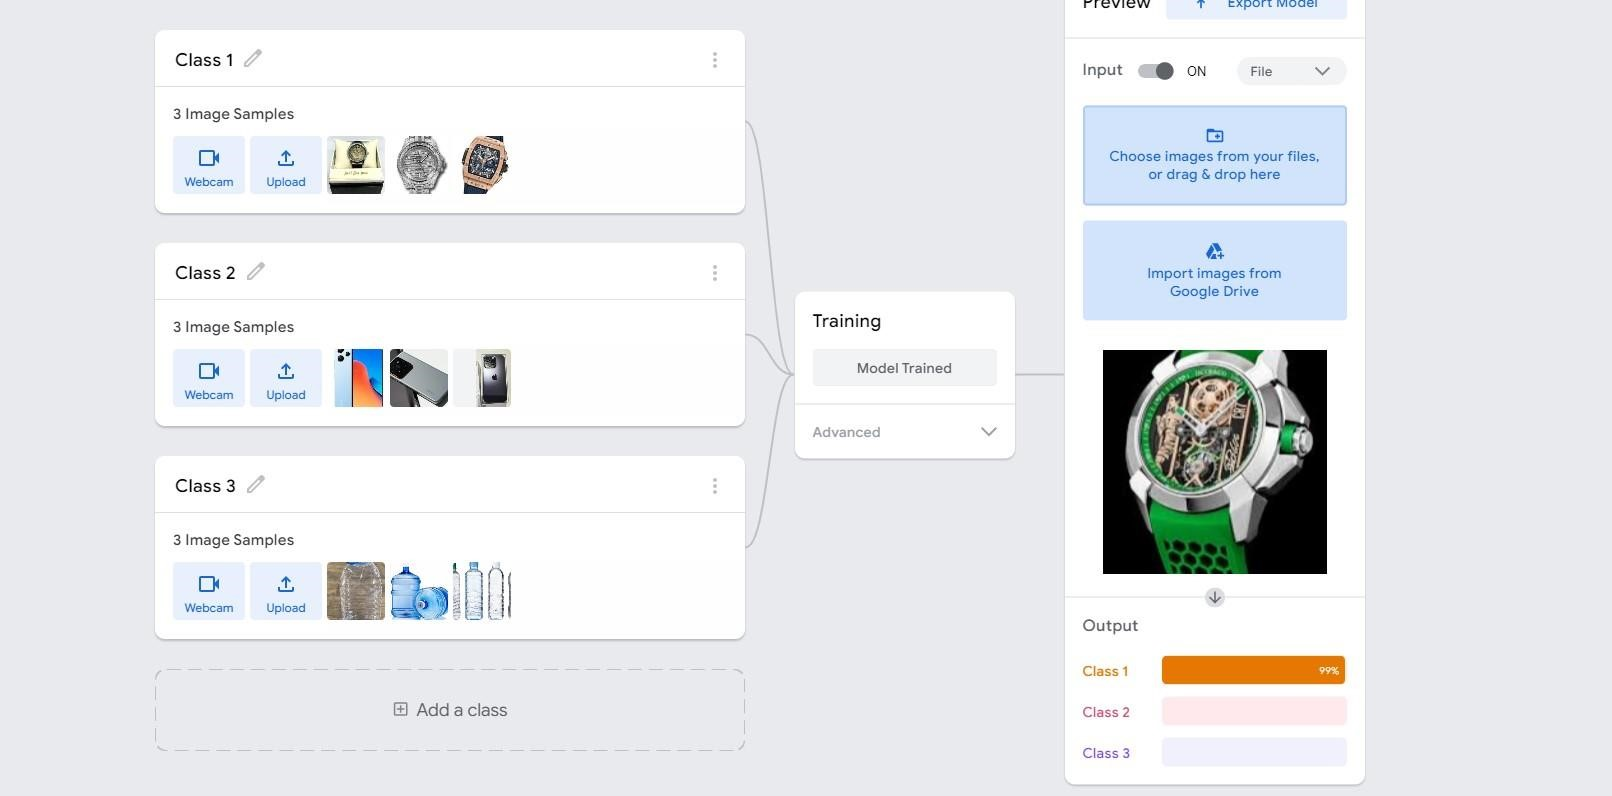 Class 1
3 Image Samples
Webcam
Upload
Class 2
3 Image Samples
Webcam
Upload
Class 3
3 Image Samples
Webcam
Upload
Add a class
Training
Model Trained
Advanced
Preview
Export Model
Input
ON
File
Choose images from your files,
or drag & drop here
Import images from
Google Drive
Output
Class 1
99%
Class 2
Class 3